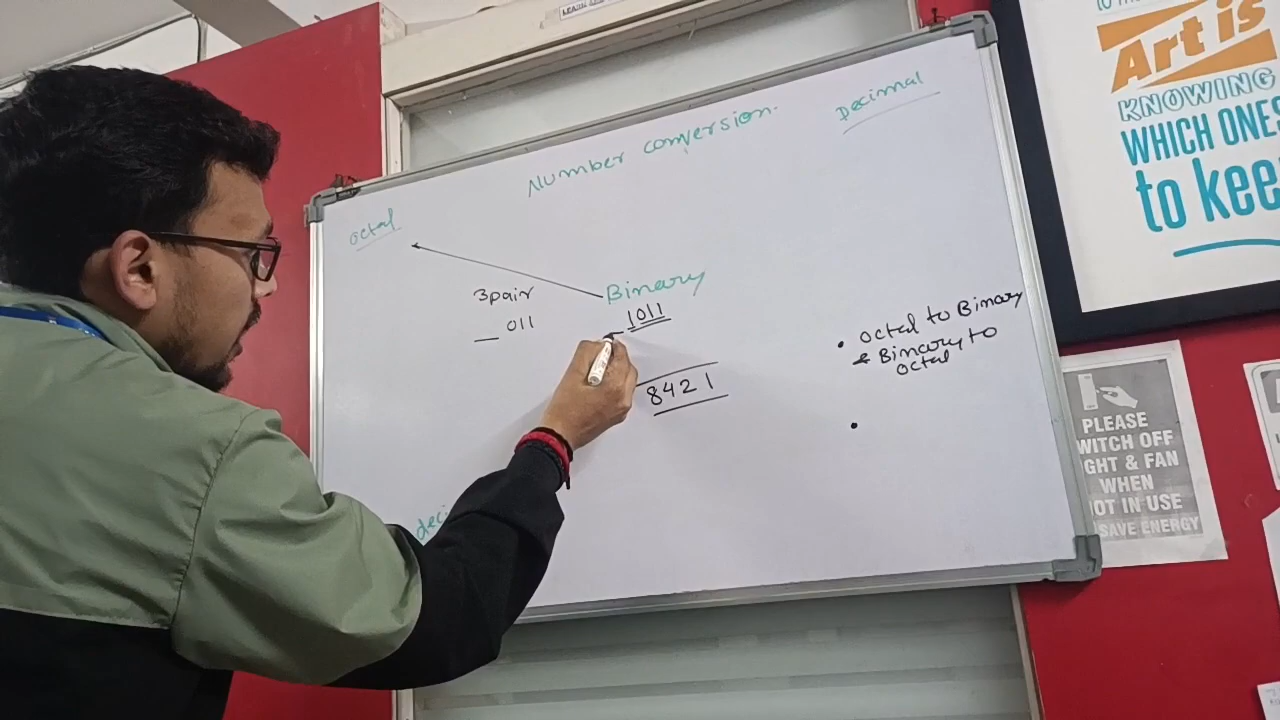 Art is
KNOWING
WHICH ONES
to kee
Number conversion.
Decimal
octal
Binary
3pair
1011
011
8421
• octal to Binary
& Binary to
octal
•
deci
PLEASE
WITCH OFF
GHT & FAN
WHEN
OT IN USE
SAVE ENERGY